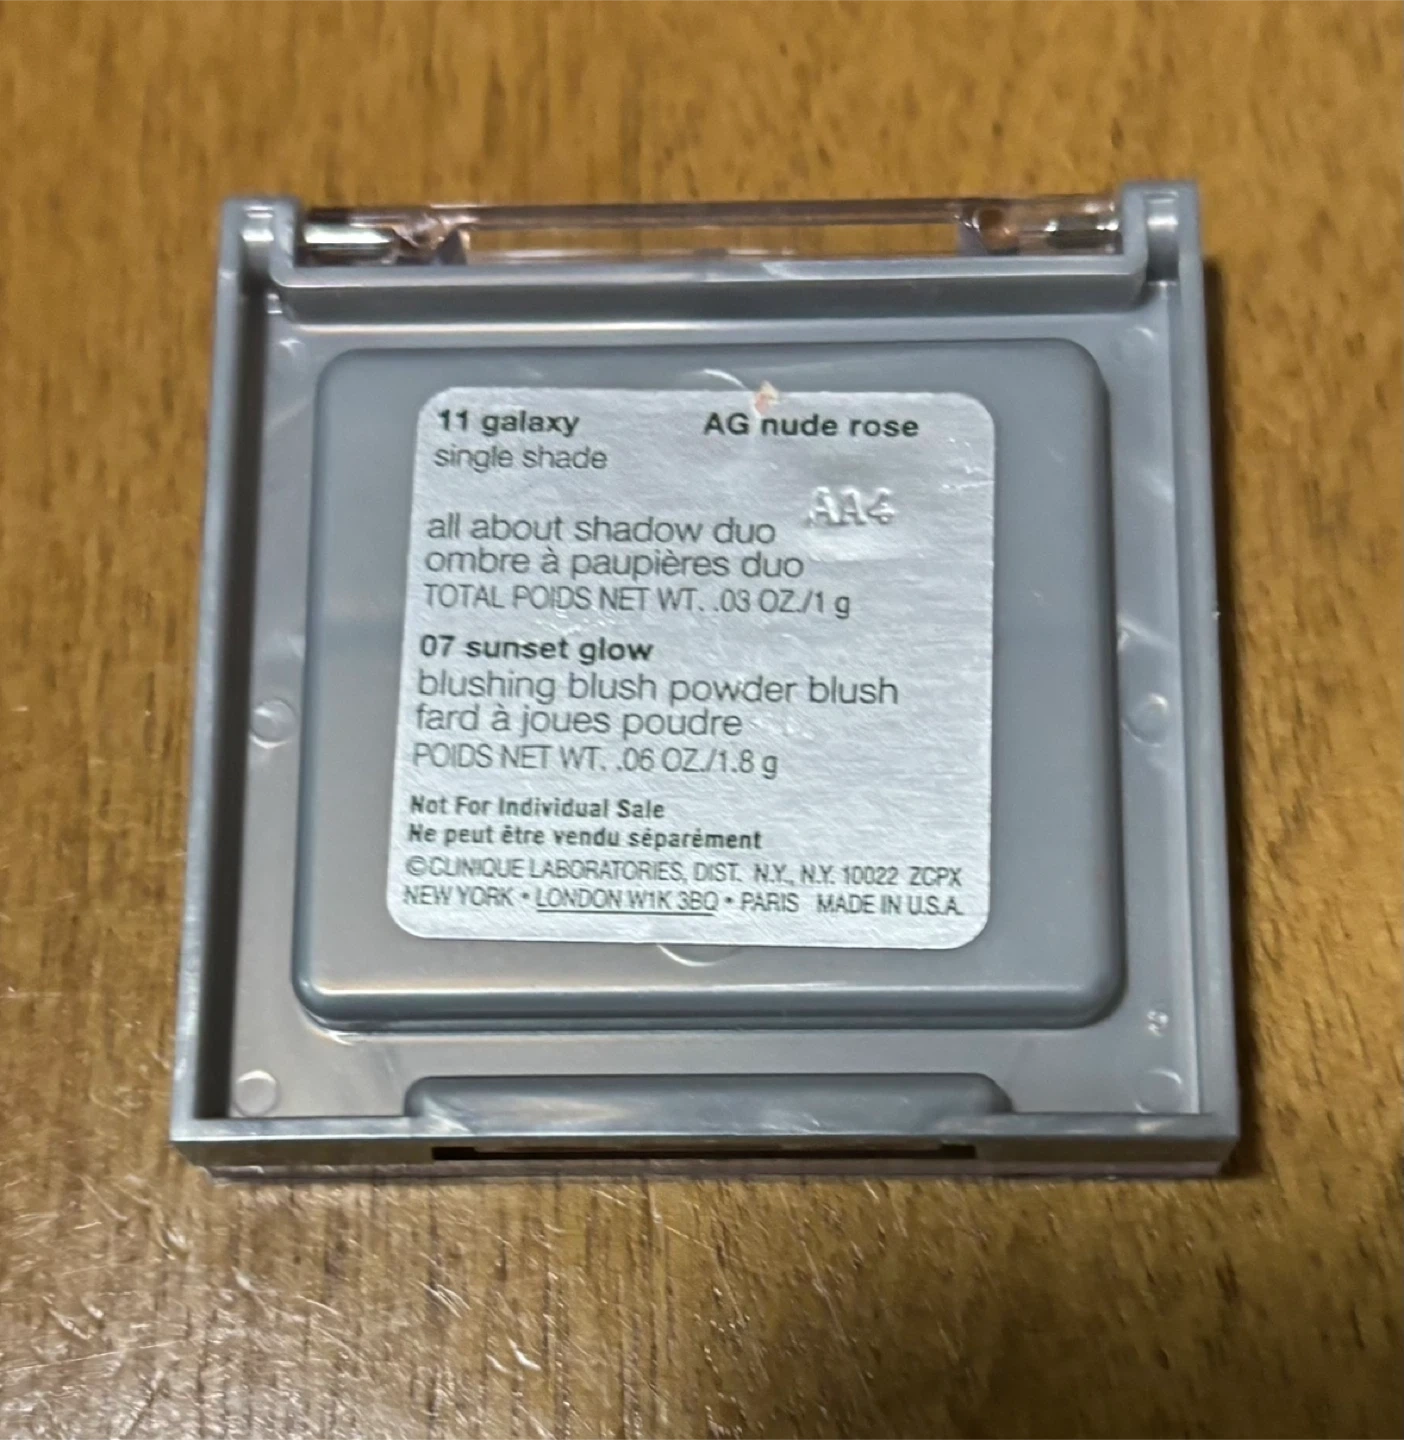 11 galaxy AG nude rose
single shade
AA4
all about shadow duo
ombre à paupières duo
TOTAL POIDS NET WT. .03 OZ./1 g
07 sunset glow
blushing blush powder blush
fard à joues poudre
POIDS NET WT. .06 OZ./1.8 g
Not For Individual Sale
Ne peut être vendu séparément
©CLINIQUE LABORATORIES, DIST. N.Y., N.Y. 10022 ZCPX
NEW YORK • LONDON W1K 3BQ • PARIS MADE IN U.S.A.